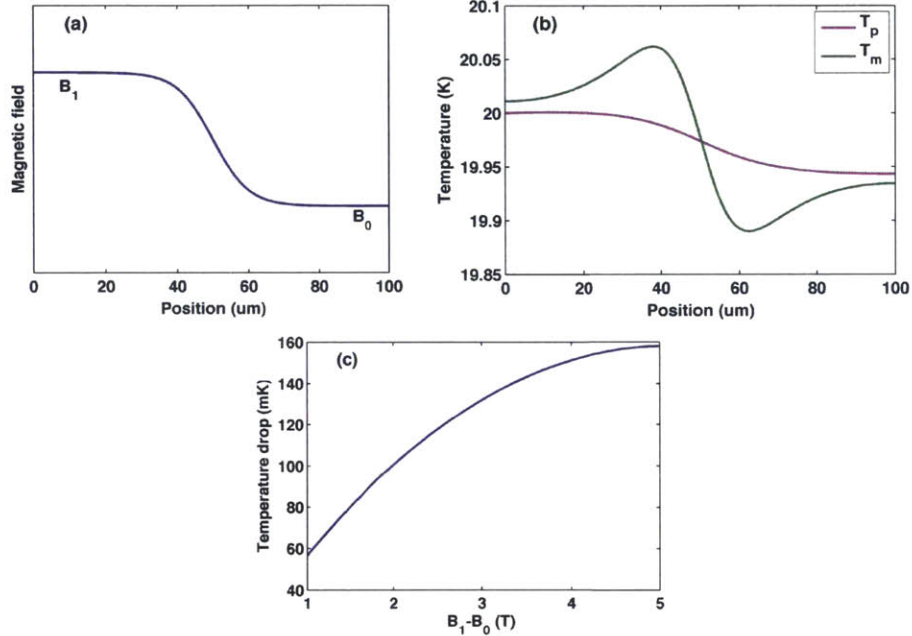 (a)
B1
B0
Magnetic field
0 20 40 60 80 100
Position (um)
(b)
Tp
Tm
20.1
20.05
20
19.95
19.9
19.85
Temperature (K)
0 20 40 60 80 100
Position (um)
(c)
160
140
120
100
80
60
40
Temperature drop (mK)
1 2 3 4 5
B1-B0 (T)